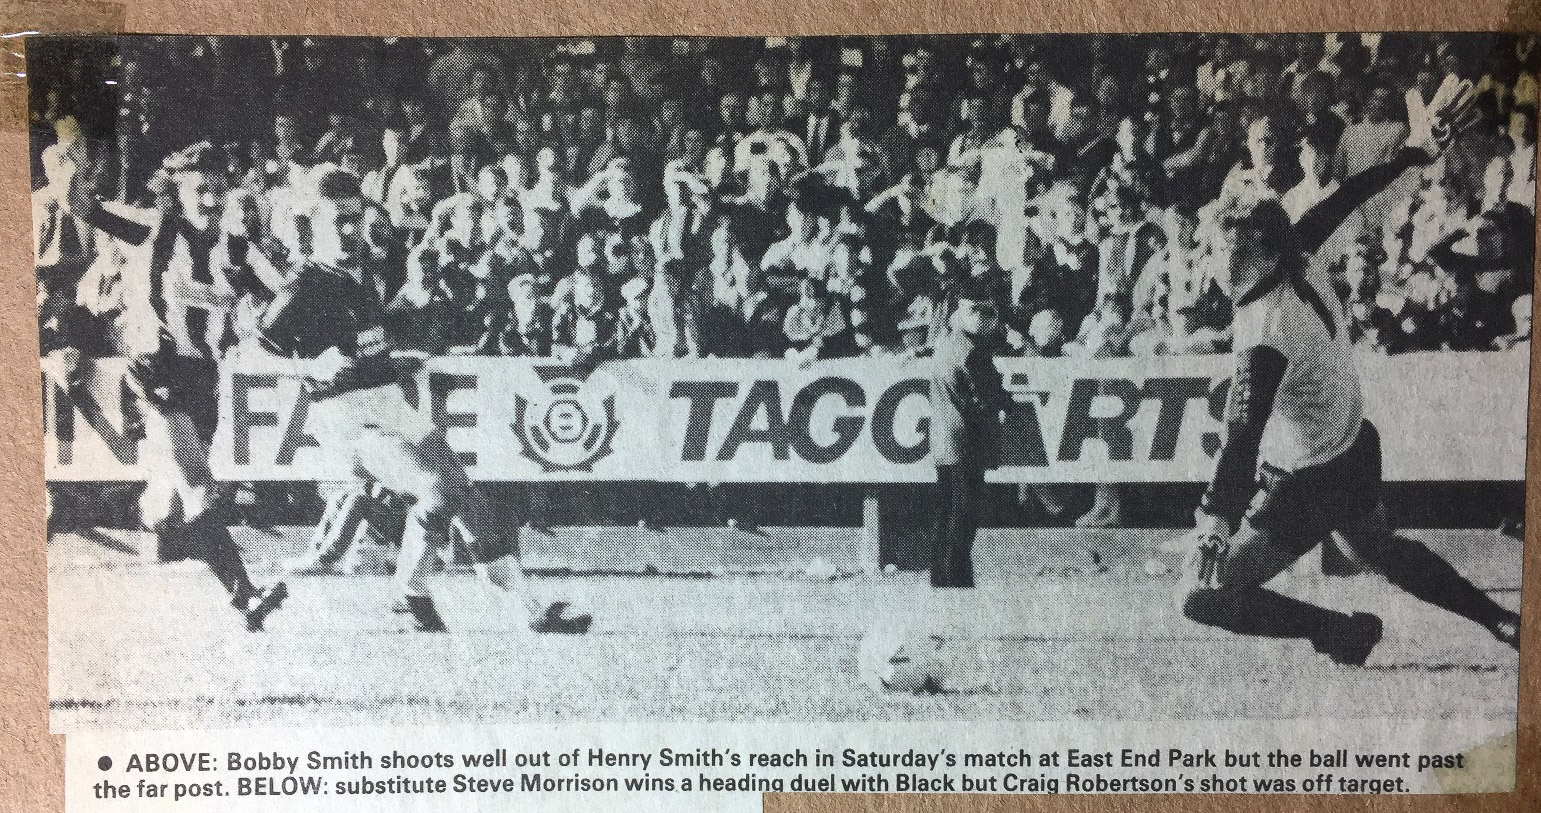 N FA E TAGGARTS
● ABOVE: Bobby Smith shoots well out of Henry Smith's reach in Saturday's match at East End Park but the ball went past
the far post. BELOW: substitute Steve Morrison wins a heading duel with Black but Craig Robertson's shot was off target.